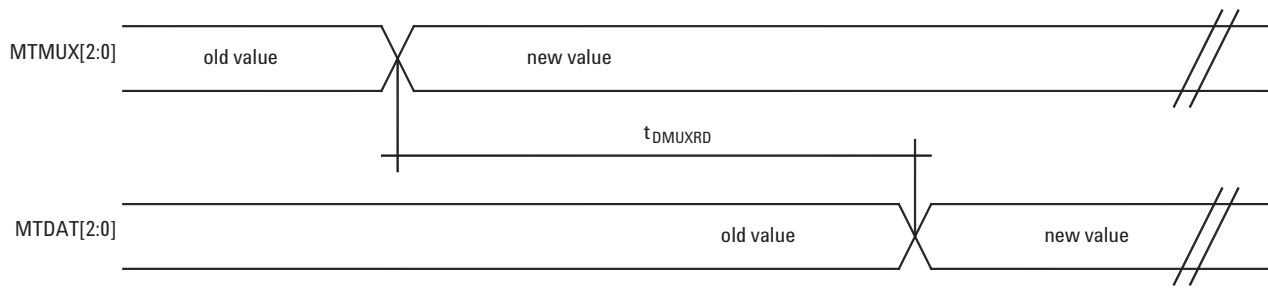 MTMUX[2:0] old value new value
tDMUXRD
MTDAT[2:0] old value new value